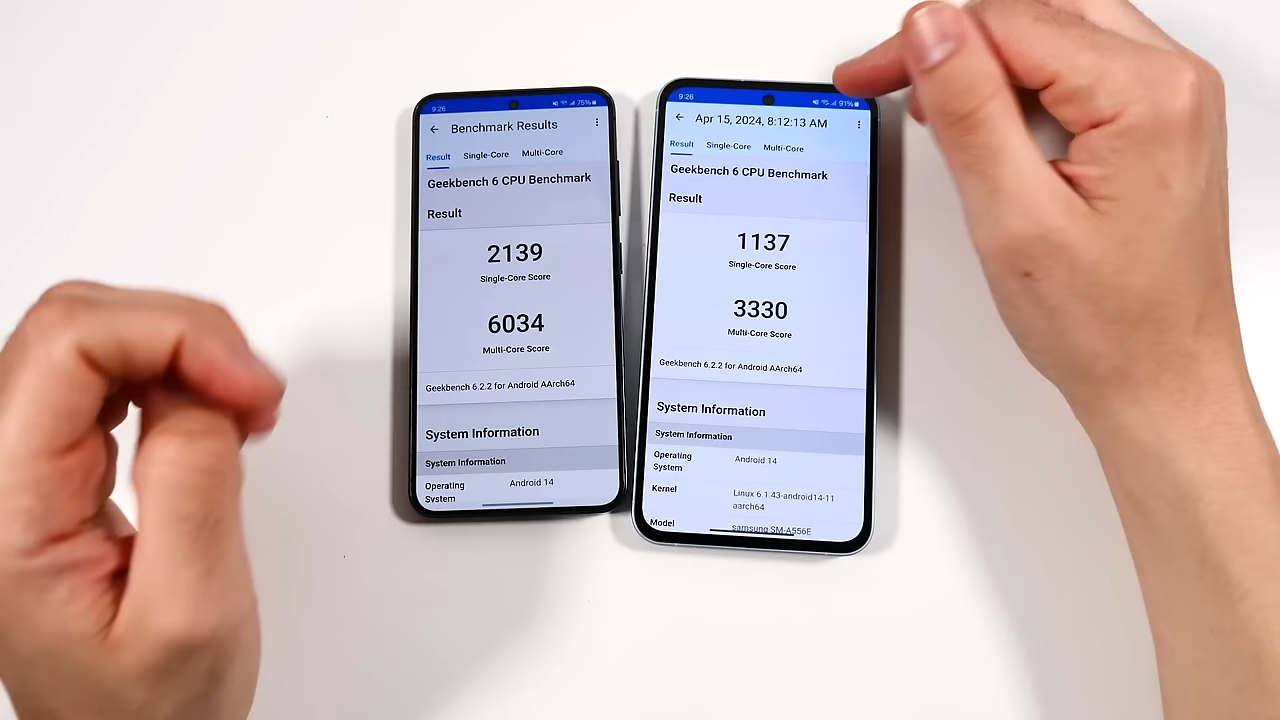 9:26
75%
Benchmark Results
Result Single-Core Multi-Core
Geekbench 6 CPU Benchmark
Result
2139
Single-Core Score
6034
Multi-Core Score
Geekbench 6.2.2 for Android AArch64
System Information
System Information
Operating System Android 14
9:26
91%
Apr 15, 2024, 8:12:13 AM
Result Single-Core Multi-Core
Geekbench 6 CPU Benchmark
Result
1137
Single-Core Score
3330
Multi-Core Score
Geekbench 6.2.2 for Android AArch64
System Information
System Information
Operating System Android 14
Kernel Linux 6.1.43-android14-11
aarch64
Model samsung SM-A556E